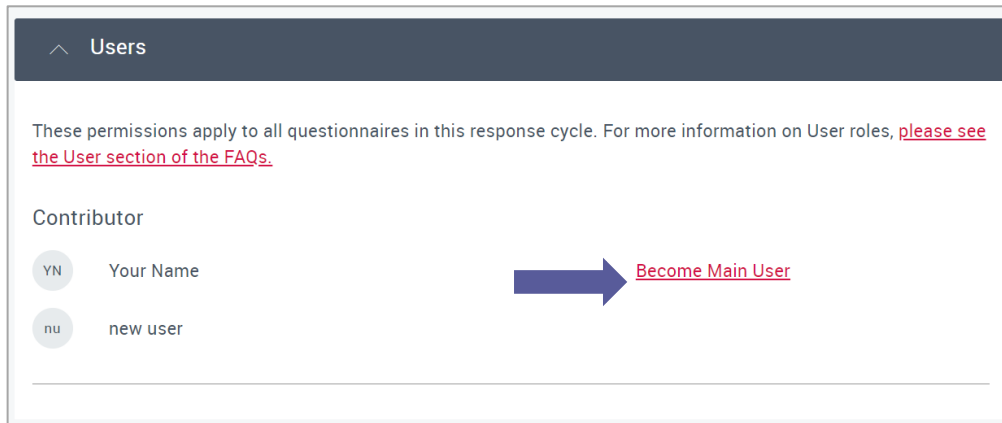 Users
These permissions apply to all questionnaires in this response cycle. For more information on User roles, please see
the User section of the FAQs.
Contributor
YN Your Name Become Main User
nu new user